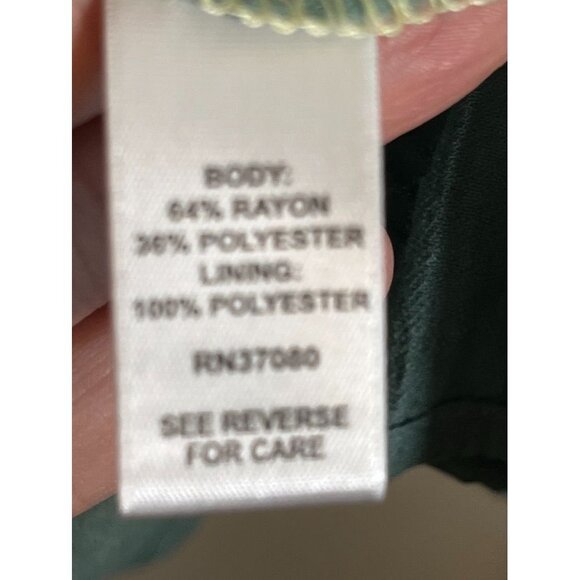 BODY:
64% RAYON
36% POLYESTER
LINING:
100% POLYESTER
RN37080
SEE REVERSE
FOR CARE